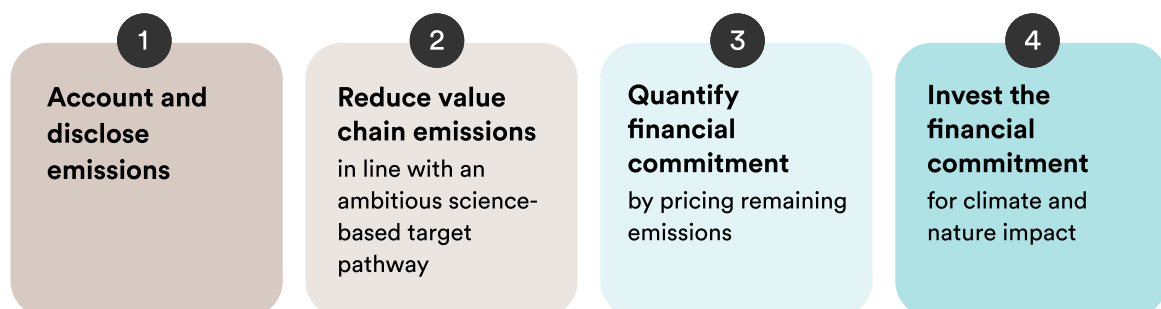 1
Account and
disclose
emissions
2
Reduce value
chain emissions
in line with an
ambitious science-
based target
pathway
3
Quantify
financial
commitment
by pricing remaining
emissions
4
Invest the
financial
commitment
for climate and
nature impact